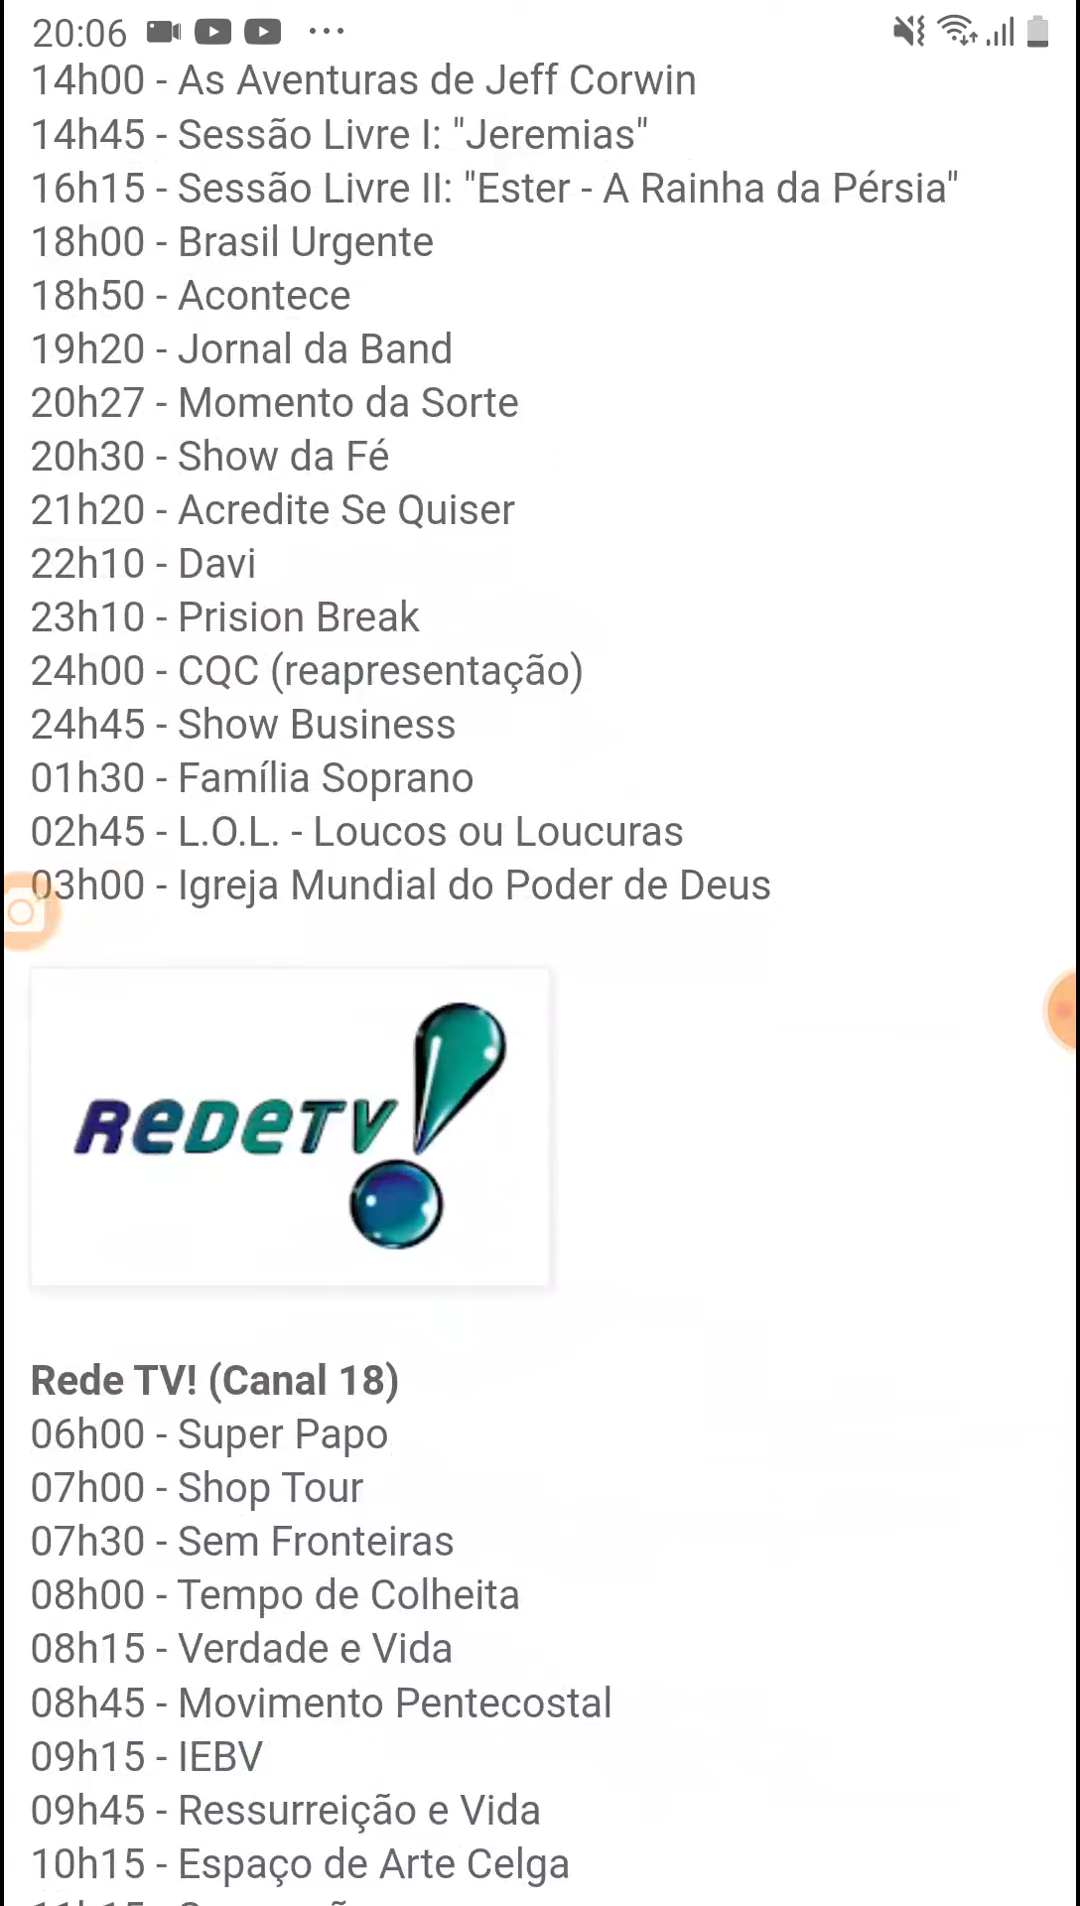 20:06
14h00 - As Aventuras de Jeff Corwin
14h45 - Sessão Livre I: "Jeremias"
16h15 - Sessão Livre II: "Ester - A Rainha da Pérsia"
18h00 - Brasil Urgente
18h50 - Acontece
19h20 - Jornal da Band
20h27 - Momento da Sorte
20h30 - Show da Fé
21h20 - Acredite Se Quiser
22h10 - Davi
23h10 - Prision Break
24h00 - CQC (reapresentação)
24h45 - Show Business
01h30 - Família Soprano
02h45 - L.O.L. - Loucos ou Loucuras
03h00 - Igreja Mundial do Poder de Deus
REDETV!
Rede TV! (Canal 18)
06h00 - Super Papo
07h00 - Shop Tour
07h30 - Sem Fronteiras
08h00 - Tempo de Colheita
08h15 - Verdade e Vida
08h45 - Movimento Pentecostal
09h15 - IEBV
09h45 - Ressurreição e Vida
10h15 - Espaço de Arte Celga